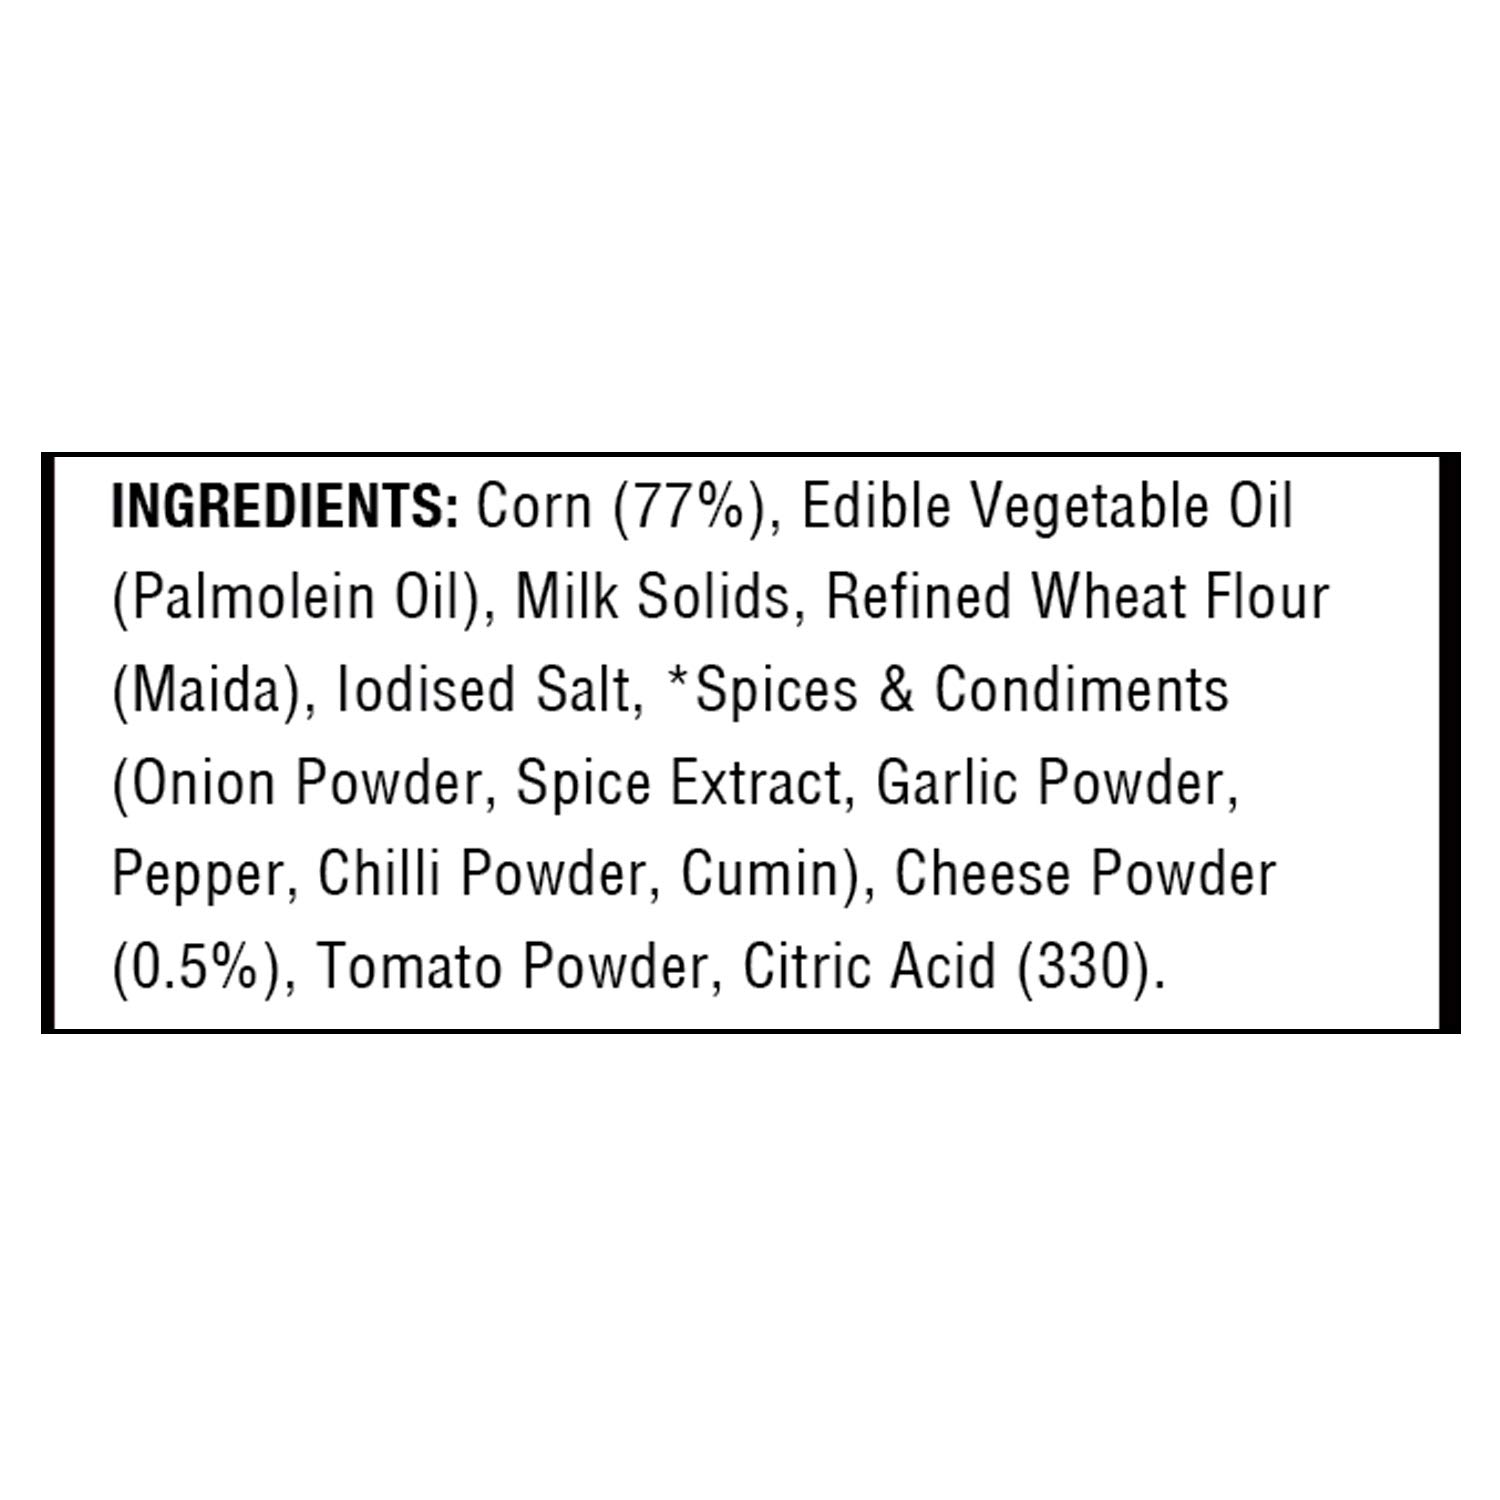 INGREDIENTS: Corn (77%), Edible Vegetable Oil
(Palmolein Oil), Milk Solids, Refined Wheat Flour
(Maida), Iodised Salt, *Spices & Condiments
(Onion Powder, Spice Extract, Garlic Powder,
Pepper, Chilli Powder, Cumin), Cheese Powder
(0.5%), Tomato Powder, Citric Acid (330).